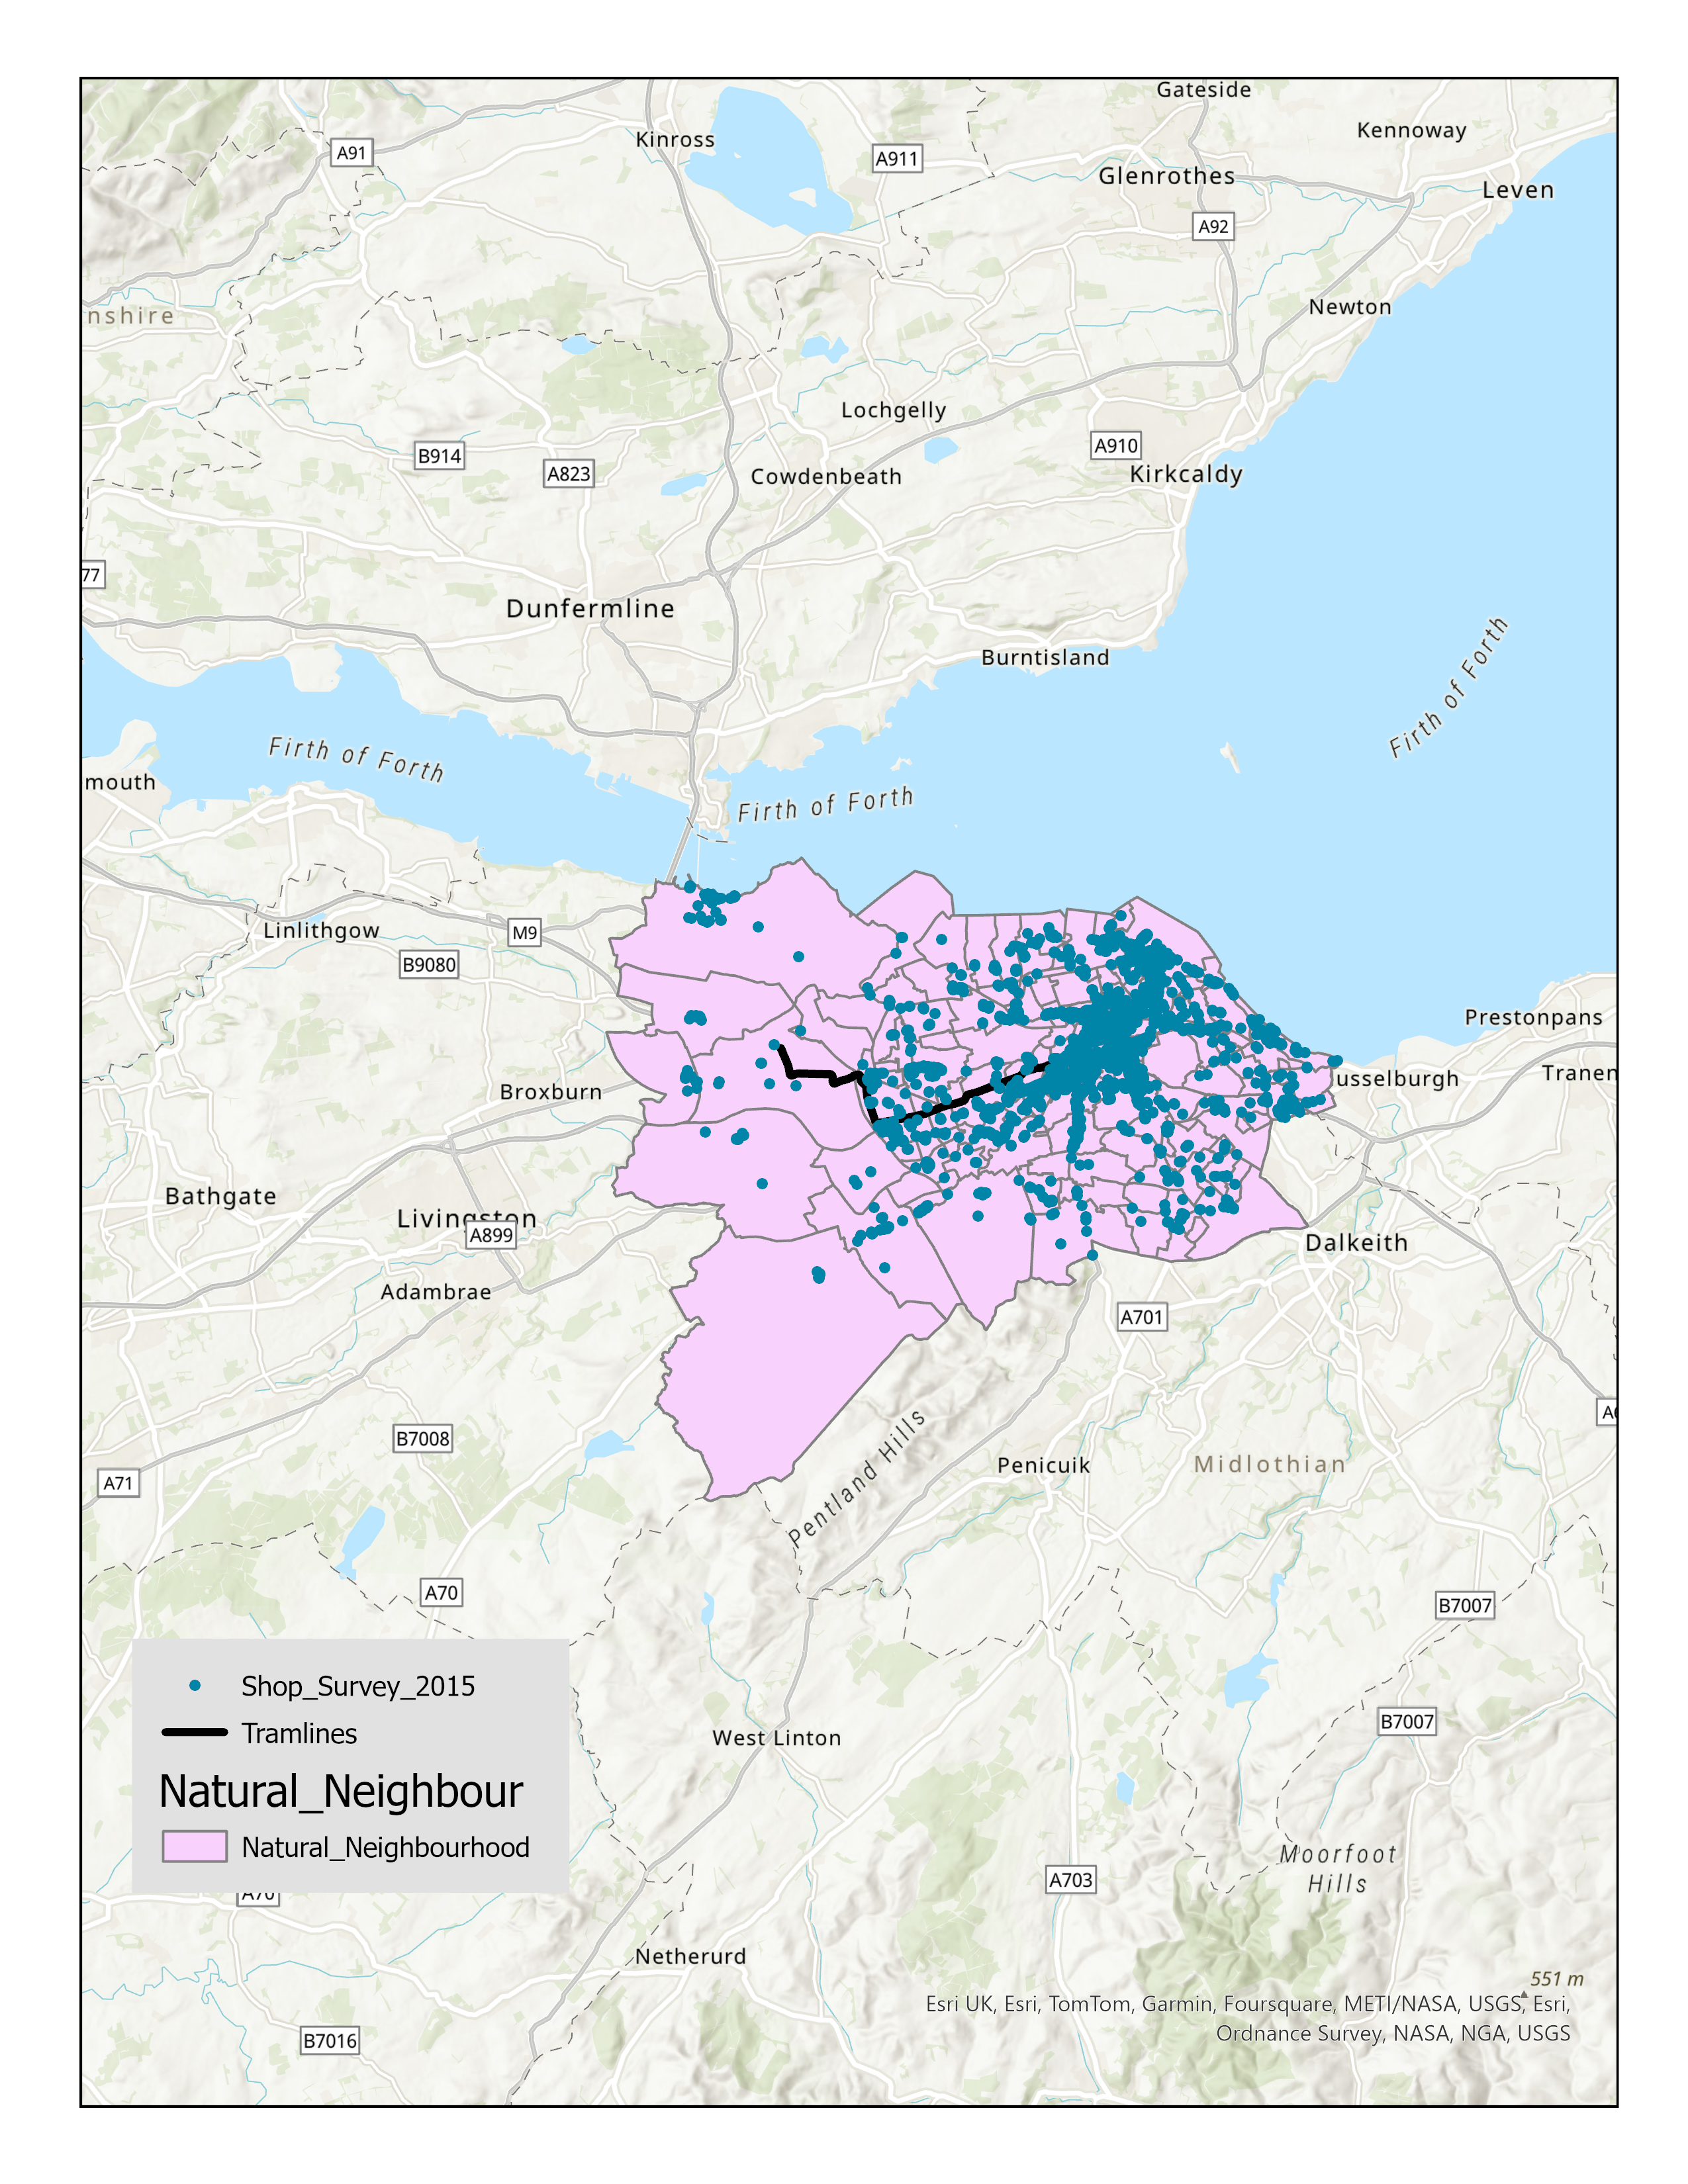 Gateside
Kennoway
Kinross
A91
A911
Glenrothes
Leven
A92
nshire
Newton
Lochgelly
B914
A823
Cowdenbeath
A910
Kirkcaldy
77
Dunfermline
Burntisland
Firth of Forth
Firth of Forth
mouth
Firth of Forth
Linlithgow
M9
B9080
Prestonpans
Broxburn
usselburgh
Tranen
Bathgate
Livingston
A899
Dalkeith
Adambrae
A701
A6
B7008
Pentland Hills
Penicuik
Midlothian
A71
A70
B7007
Shop_Survey_2015
Tramlines
Natural_Neighbour
Natural_Neighbourhood
West Linton
B7007
Moorfoot
Hills
A703
A70
Netherurd
551 m
Esri UK, Esri, TomTom, Garmin, Foursquare, METI/NASA, USGS, Esri,
Ordnance Survey, NASA, NGA, USGS
B7016